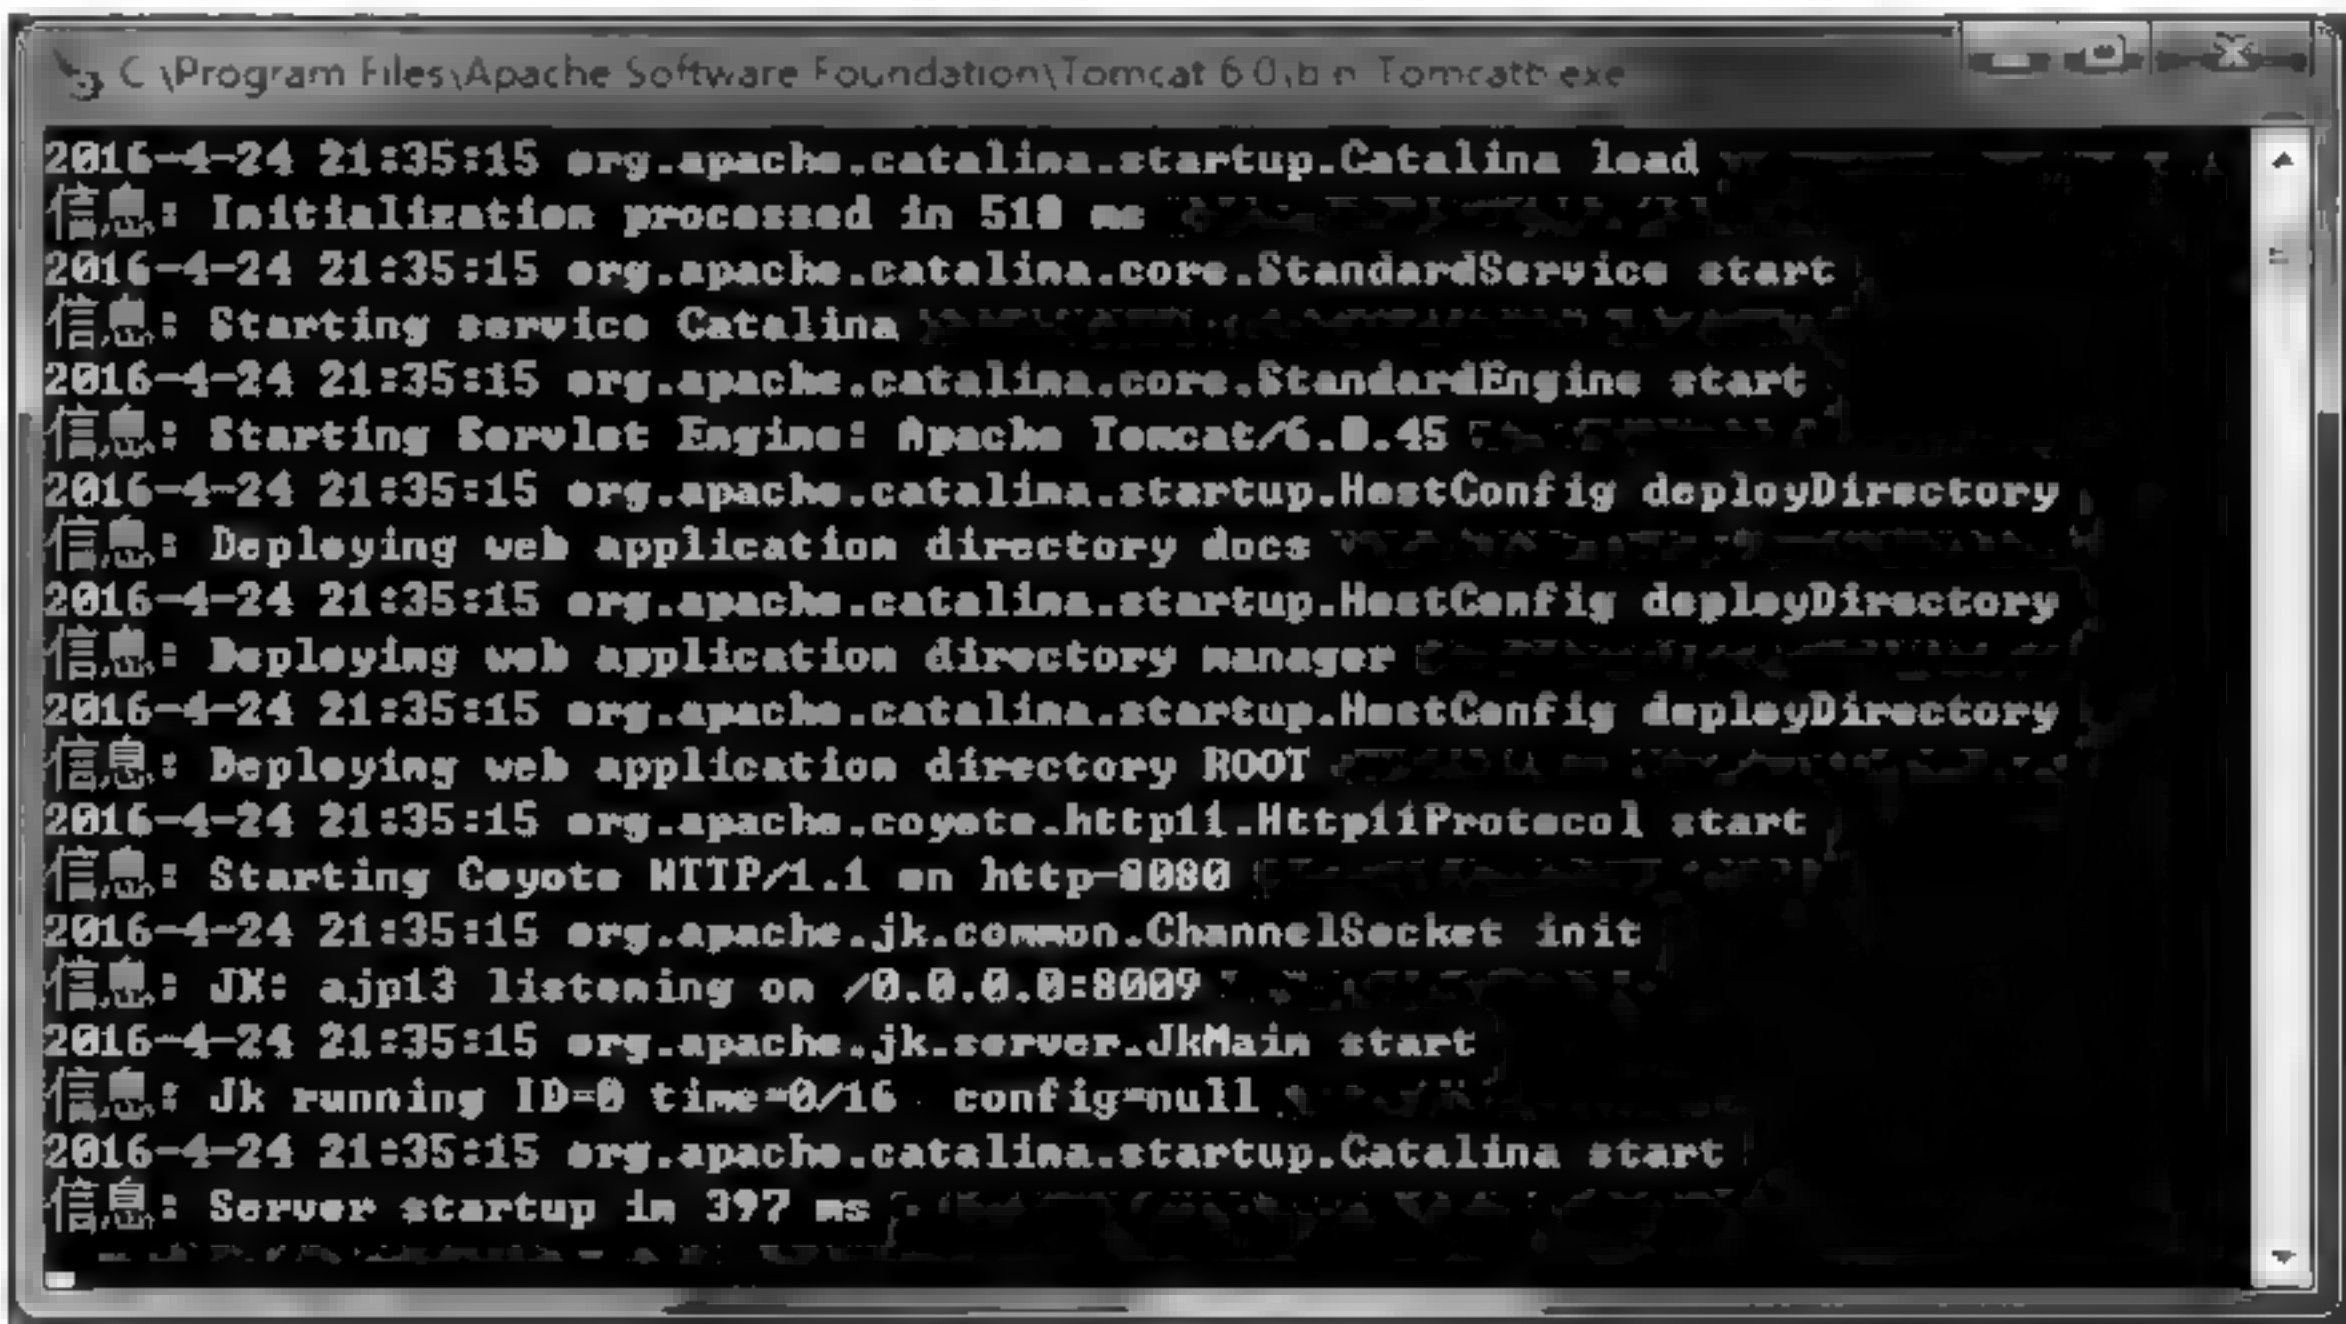 C:\Program Files\Apache Software Foundation\Tomcat 6.0\bin\Tomcat6.exe
2016-4-24 21:35:15 org.apache.catalina.startup.Catalina load
信息: Initialization processed in 510 ms
2016-4-24 21:35:15 org.apache.catalina.core.StandardService start
信息: Starting service Catalina
2016-4-24 21:35:15 org.apache.catalina.core.StandardEngine start
信息: Starting Servlet Engine: Apache Tomcat/6.0.45
2016-4-24 21:35:15 org.apache.catalina.startup.HostConfig deployDirectory
信息: Deploying web application directory docs
2016-4-24 21:35:15 org.apache.catalina.startup.HostConfig deployDirectory
信息: Deploying web application directory manager
2016-4-24 21:35:15 org.apache.catalina.startup.HostConfig deployDirectory
信息: Deploying web application directory ROOT
2016-4-24 21:35:15 org.apache.coyote.http11.Http11Protocol start
信息: Starting Coyote HTTP/1.1 on http-8080
2016-4-24 21:35:15 org.apache.jk.common.ChannelSocket init
信息: JK: ajp13 listening on /0.0.0.0:8009
2016-4-24 21:35:15 org.apache.jk.server.JkMain start
信息: Jk running ID=0 time=0/16  config=null
2016-4-24 21:35:15 org.apache.catalina.startup.Catalina start
信息: Server startup in 397 ms